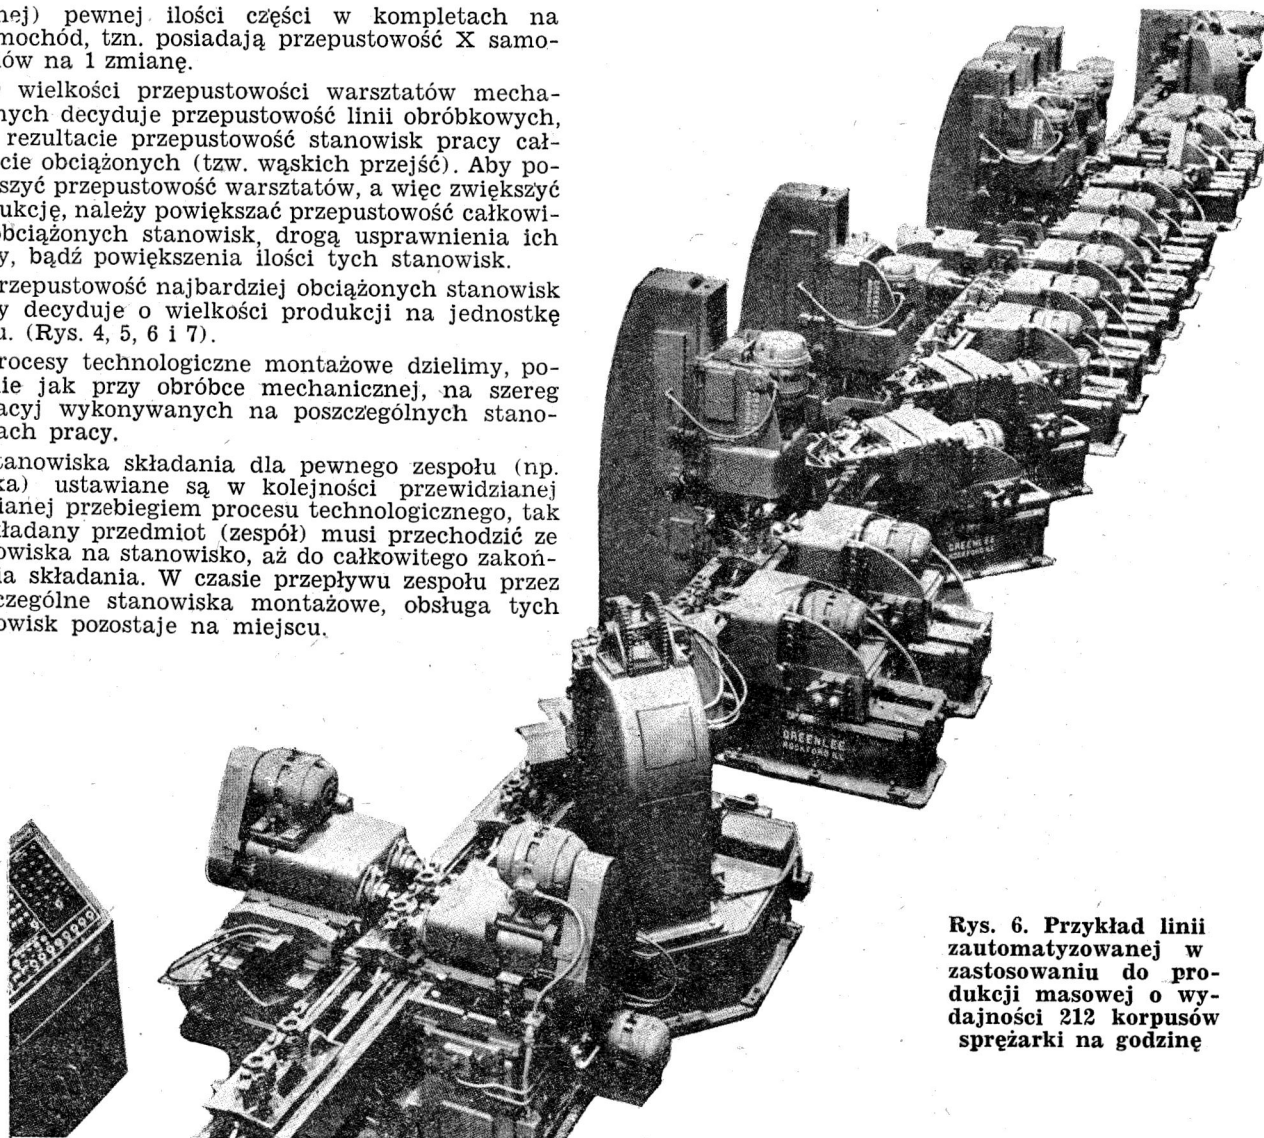 nej) pewnej ilości części w kompletach na
mochód, tzn. posiadają przepustowość X samo-
ów na 1 zmianę.
wielkości przepustowości warsztatów mecha-
nych decyduje przepustowość linii obróbkowych,
rezultacie przepustowość stanowisk pracy cał-
cie obciążonych (tzw. wąskich przejść). Aby po-
szyć przepustowość warsztatów, a więc zwiększyć
ukcję, należy powiększać przepustowość całkowi-
obciążonych stanowisk, drogą usprawnienia ich
y, bądź powiększenia ilości tych stanowisk.
rzepustowość najbardziej obciążonych stanowisk
y decyduje o wielkości produkcji na jednostkę
u. (Rys. 4, 5, 6 i 7).
rocesy technologiczne montażowe dzielimy, po-
nie jak przy obróbce mechanicznej, na szereg
acyj wykonywanych na poszczególnych stano-
ach pracy.
tanowiska składania dla pewnego zespołu (np.
ka) ustawiane są w kolejności przewidzianej
ianej przebiegiem procesu technologicznego, tak
ładany przedmiot (zespół) musi przechodzić ze
owiska na stanowisko, aż do całkowitego zakoń-
ia składania. W czasie przepływu zespołu przez
czególne stanowiska montażowe, obsługa tych
owisk pozostaje na miejscu.
GREENLEE
ROCKFORD ILL
GREENLEE
ROCKFORD ILL
Rys. 6. Przykład linii
zautomatyzowanej w
zastosowaniu do pro-
dukcji masowej o wy-
dajności 212 korpusów
sprężarki na godzinę